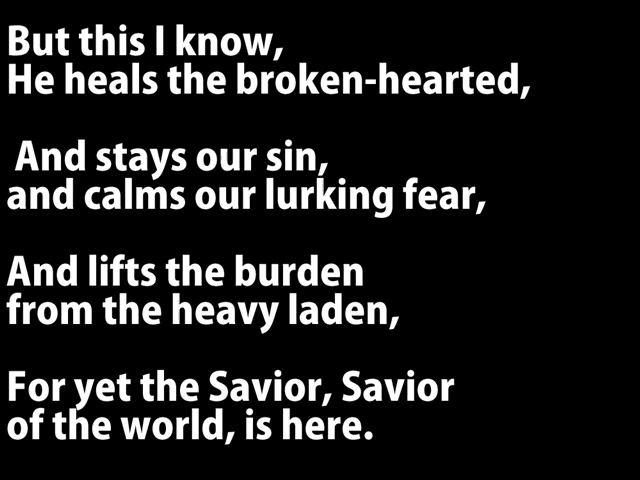 But this I know,
He heals the broken-hearted,
And stays our sin,
and calms our lurking fear,
And lifts the burden
from the heavy laden,
For yet the Savior, Savior
of the world, is here.